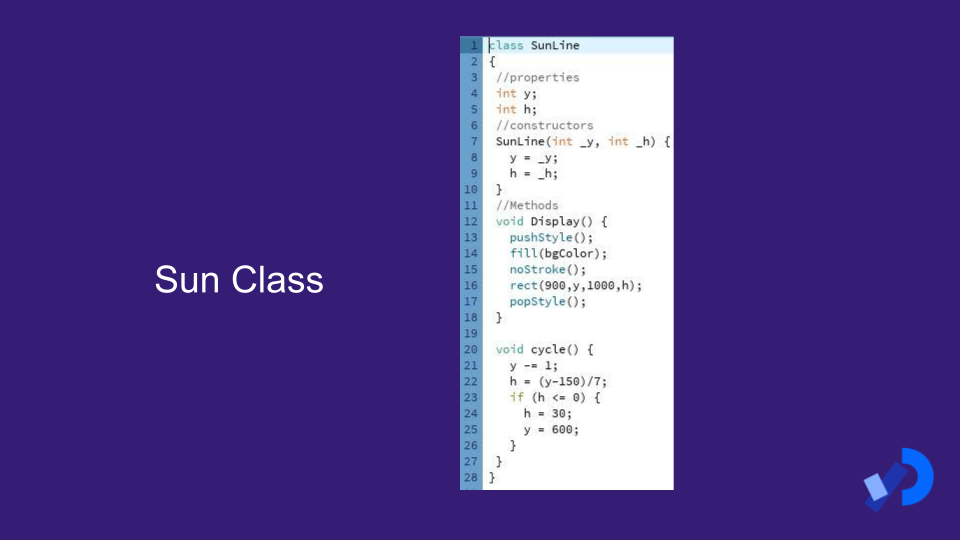 Sun Class
1 class SunLine
2 {
3 //properties
4 int y;
5 int h;
6 //constructors
7 SunLine(int _y, int _h) {
8 y = _y;
9 h = _h;
10 }
11 //Methods
12 void Display() {
13 pushStyle();
14 fill(bgColor);
15 noStroke();
16 rect(900,y,1000,h);
17 popStyle();
18 }
19
20 void cycle() {
21 y -= 1;
22 h = (y-150)/7;
23 if (h <= 0) {
24 h = 30;
25 y = 600;
26 }
27 }
28 }